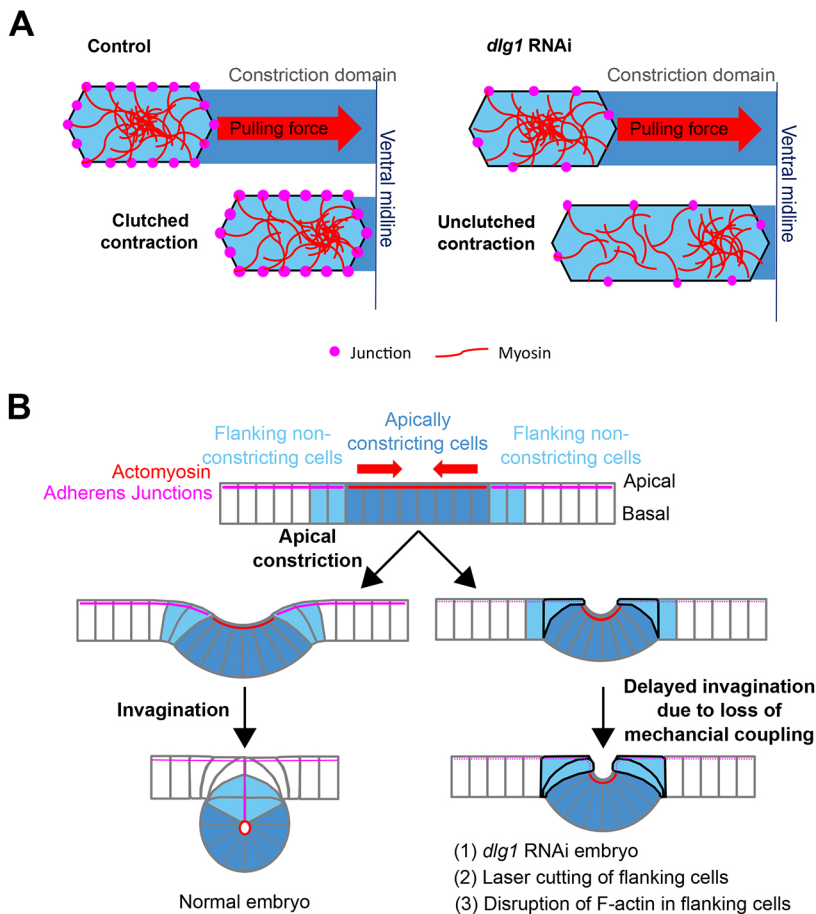 A
Control
dlg1 RNAi
Constriction domain
Constriction domain
Pulling force
Pulling force
Ventral midline
Ventral midline
Clutched
contraction
Unclutched
contraction
Junction
Myosin
B
Flanking non-
constricting cells
Apically
constricting cells
Flanking non-
constricting cells
Actomyosin
Adherens Junctions
Apical
Basal
Apical
constriction
Invagination
Delayed invagination
due to loss of
mechancial coupling
Normal embryo
(1) dlg1 RNAi embryo
(2) Laser cutting of flanking cells
(3) Disruption of F-actin in flanking cells